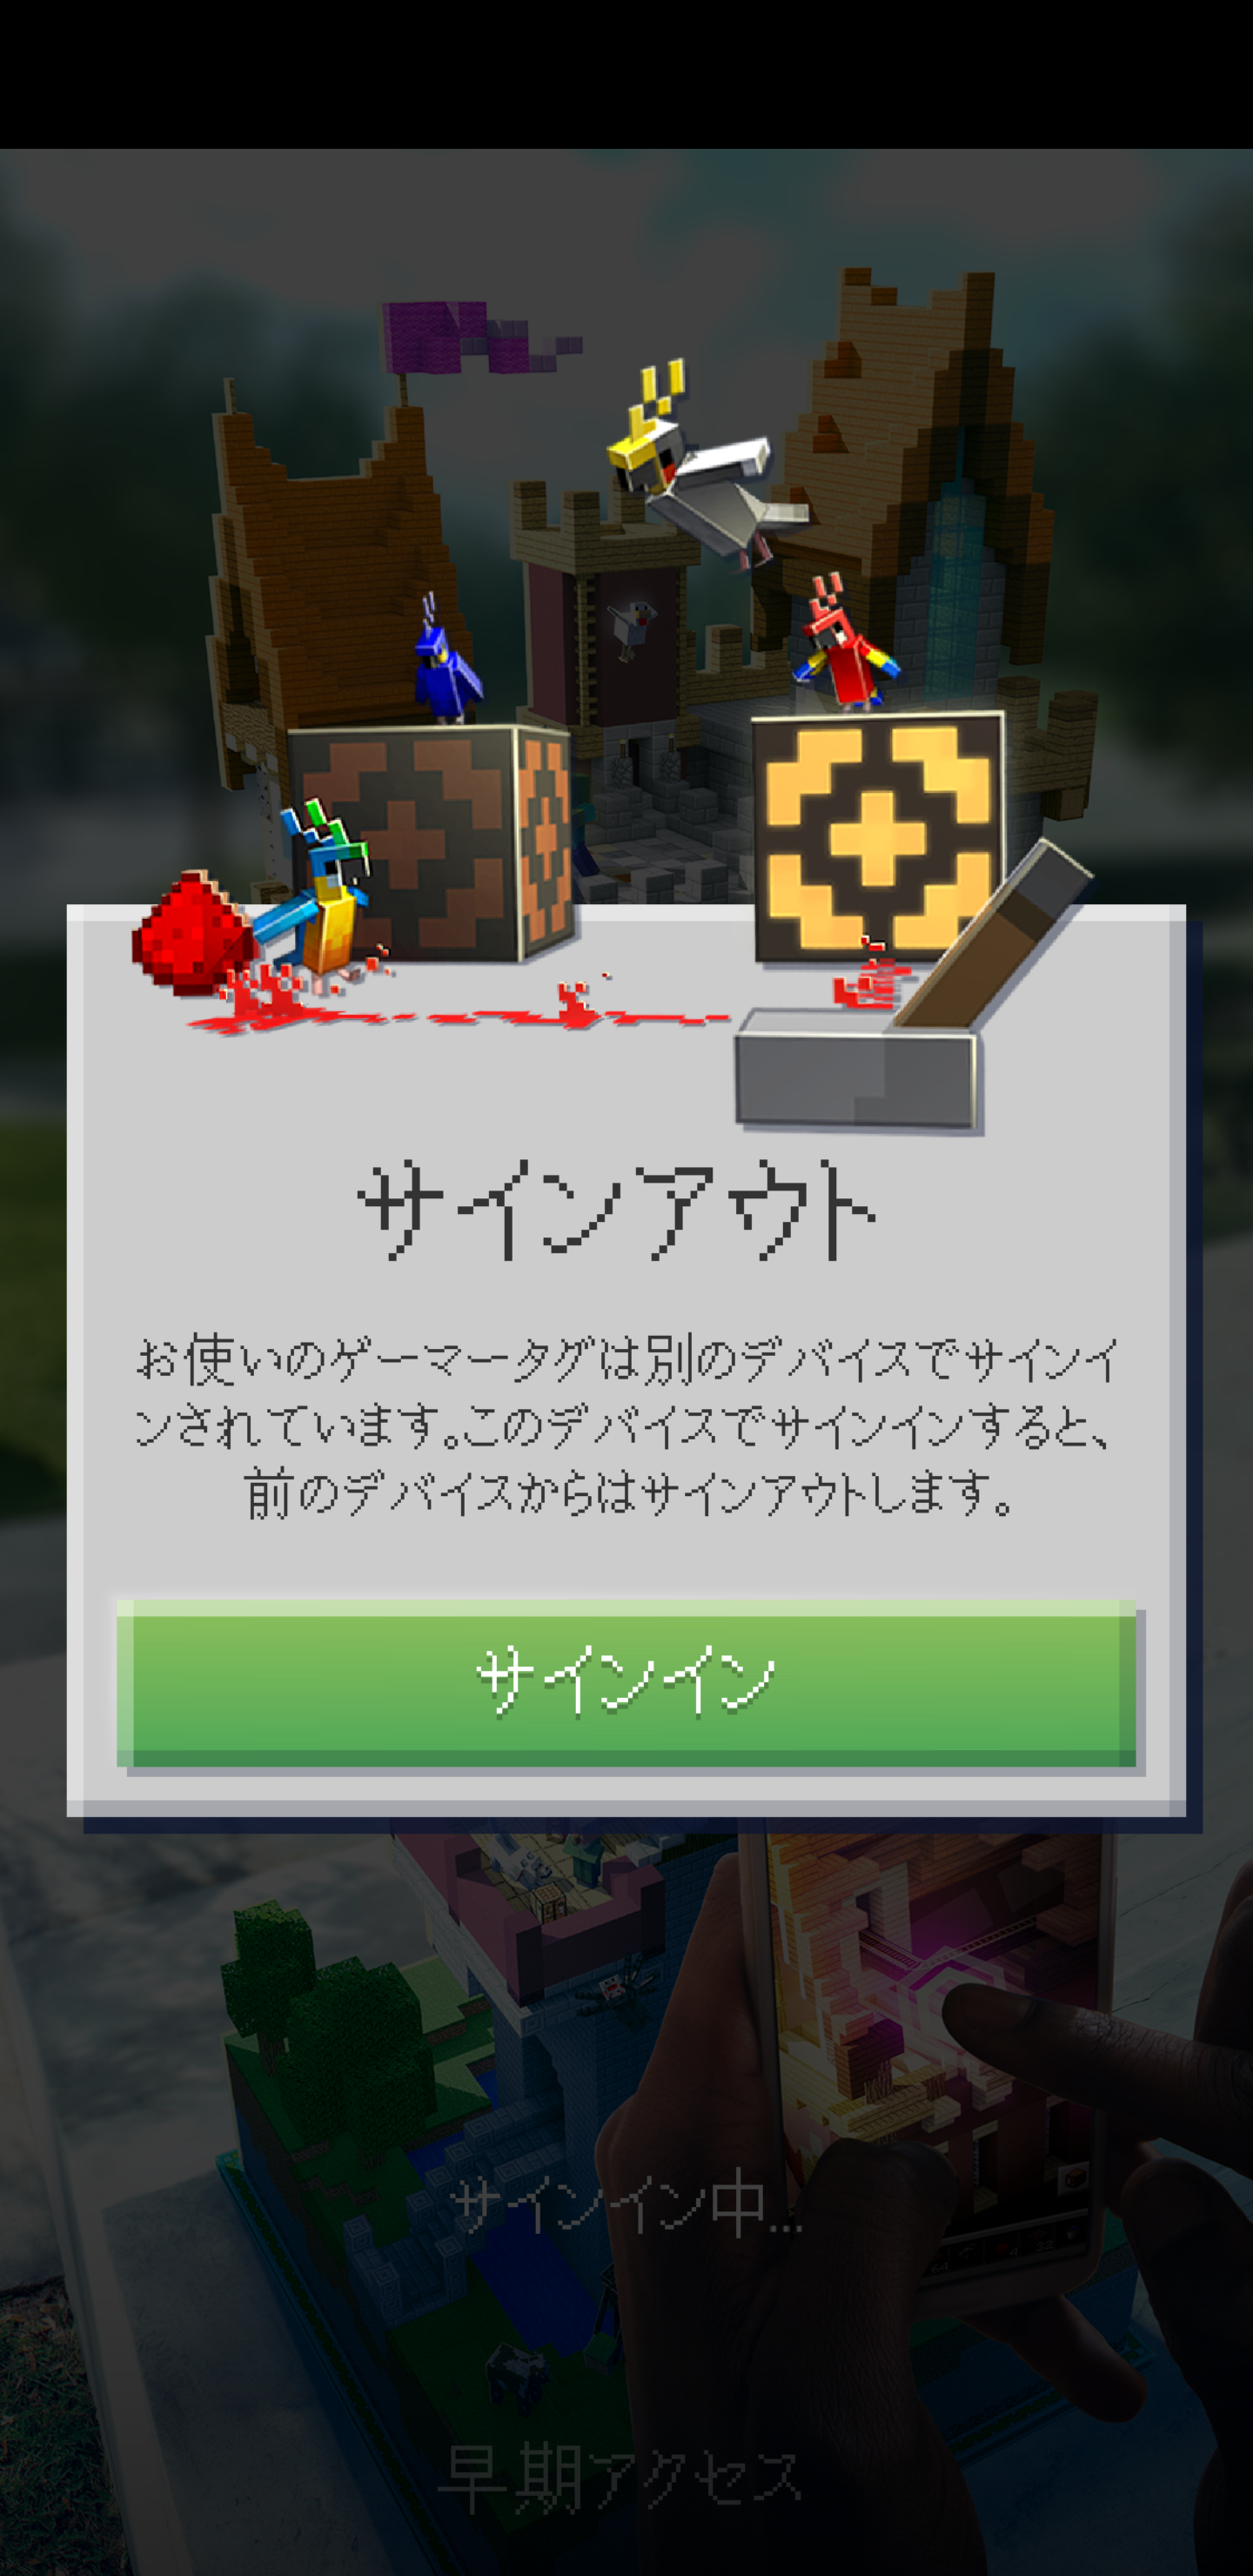 サインアウト
お使いのゲーマータグは別のデバイスでサインイ
ンされています。このデバイスでサインインすると、
前のデバイスからはサインアウトします。
サインイン
サインイン中...
早期アクセス